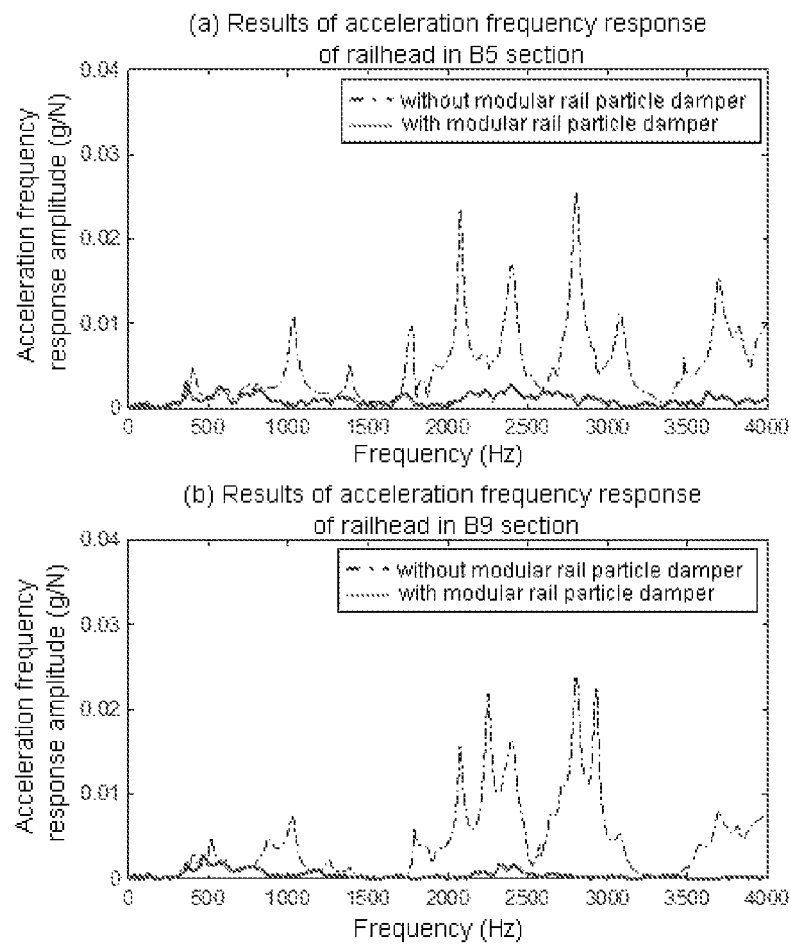 (a) Results of acceleration frequency response
of railhead in B5 section
0.04
0.03
0.02
0.01
0
Acceleration frequency
response amplitude (g/N)
without modular rail particle damper
with modular rail particle damper
0 500 1000 1500 2000 2500 3000 3500 4000
Frequency (Hz)
(b) Results of acceleration frequency response
of railhead in B9 section
0.04
0.03
0.02
0.01
0
Acceleration frequency
response amplitude (g/N)
without modular rail particle damper
with modular rail particle damper
0 500 1000 1500 2000 2500 3000 3500 4000
Frequency (Hz)